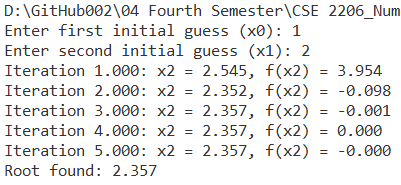 D:\GitHub002\04 Fourth Semester\CSE 2206_Num
Enter first initial guess (x0): 1
Enter second initial guess (x1): 2
Iteration 1.000: x2 = 2.545, f(x2) = 3.954
Iteration 2.000: x2 = 2.352, f(x2) = -0.098
Iteration 3.000: x2 = 2.357, f(x2) = -0.001
Iteration 4.000: x2 = 2.357, f(x2) = 0.000
Iteration 5.000: x2 = 2.357, f(x2) = -0.000
Root found: 2.357